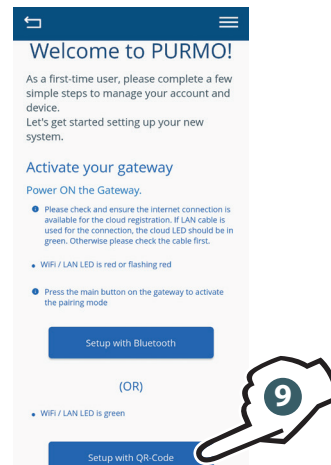 Welcome to PURMO!
As a first-time user, please complete a few
simple steps to manage your account and
device.
Let's get started setting up your new
system.
Activate your gateway
Power ON the Gateway.
Please check and ensure the internet connection is
available for the cloud registration. If LAN cable is
used for the connection, the cloud LED should be in
green. Otherwise please check the cable first.
WiFi / LAN LED is red or flashing red
Press the main button on the gateway to activate
the pairing mode
Setup with Bluetooth
(OR)
9
WiFi / LAN LED is green
Setup with QR-Code